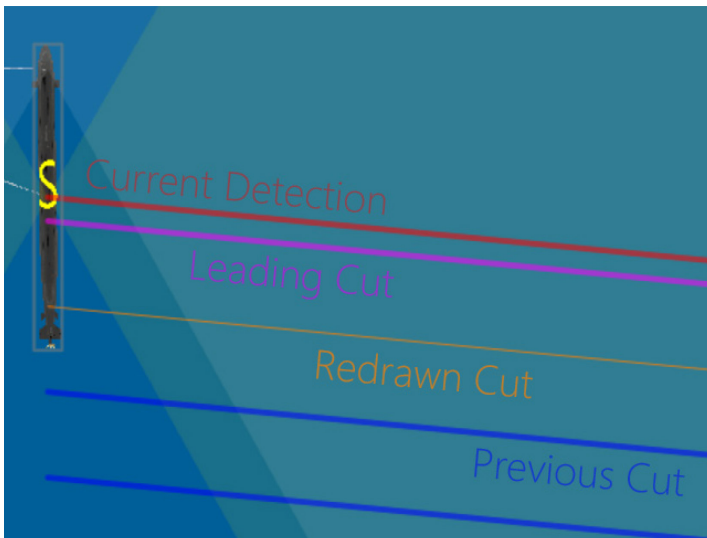 S
Current Detection
Leading Cut
Redrawn Cut
Previous Cut